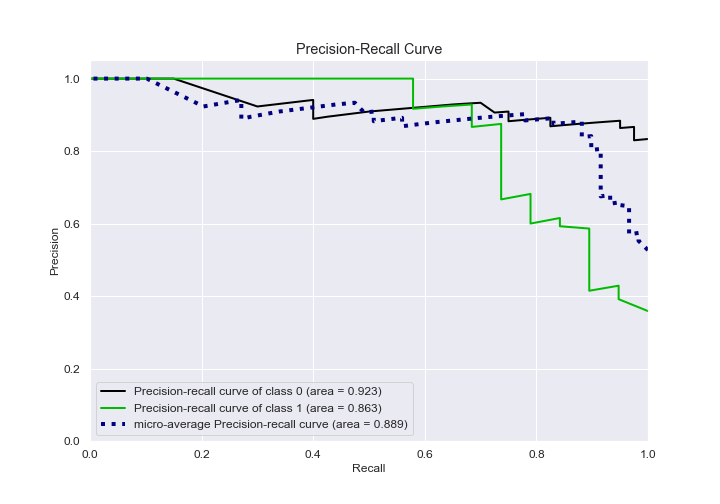 Precision-Recall Curve
1.0
0.8
0.6
0.4
0.2
0.0
Precision
Precision-recall curve of class 0 (area = 0.923)
Precision-recall curve of class 1 (area = 0.863)
micro-average Precision-recall curve (area = 0.889)
0.0 0.2 0.4 0.6 0.8 1.0
Recall